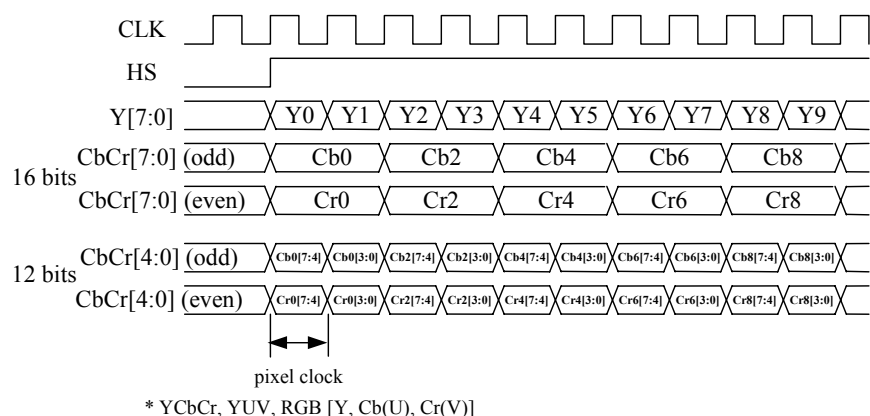 CLK
HS
Y[7:0] Y0 Y1 Y2 Y3 Y4 Y5 Y6 Y7 Y8 Y9
16 bits
CbCr[7:0] (odd) Cb0 Cb2 Cb4 Cb6 Cb8
CbCr[7:0] (even) Cr0 Cr2 Cr4 Cr6 Cr8
12 bits
CbCr[4:0] (odd) Cb0[7:4] Cb0[3:0] Cb2[7:4] Cb2[3:0] Cb4[7:4] Cb4[3:0] Cb6[7:4] Cb6[3:0] Cb8[7:4] Cb8[3:0]
CbCr[4:0] (even) Cr0[7:4] Cr0[3:0] Cr2[7:4] Cr2[3:0] Cr4[7:4] Cr4[3:0] Cr6[7:4] Cr6[3:0] Cr8[7:4] Cr8[3:0]
pixel clock
* YCbCr, YUV, RGB [Y, Cb(U), Cr(V)]